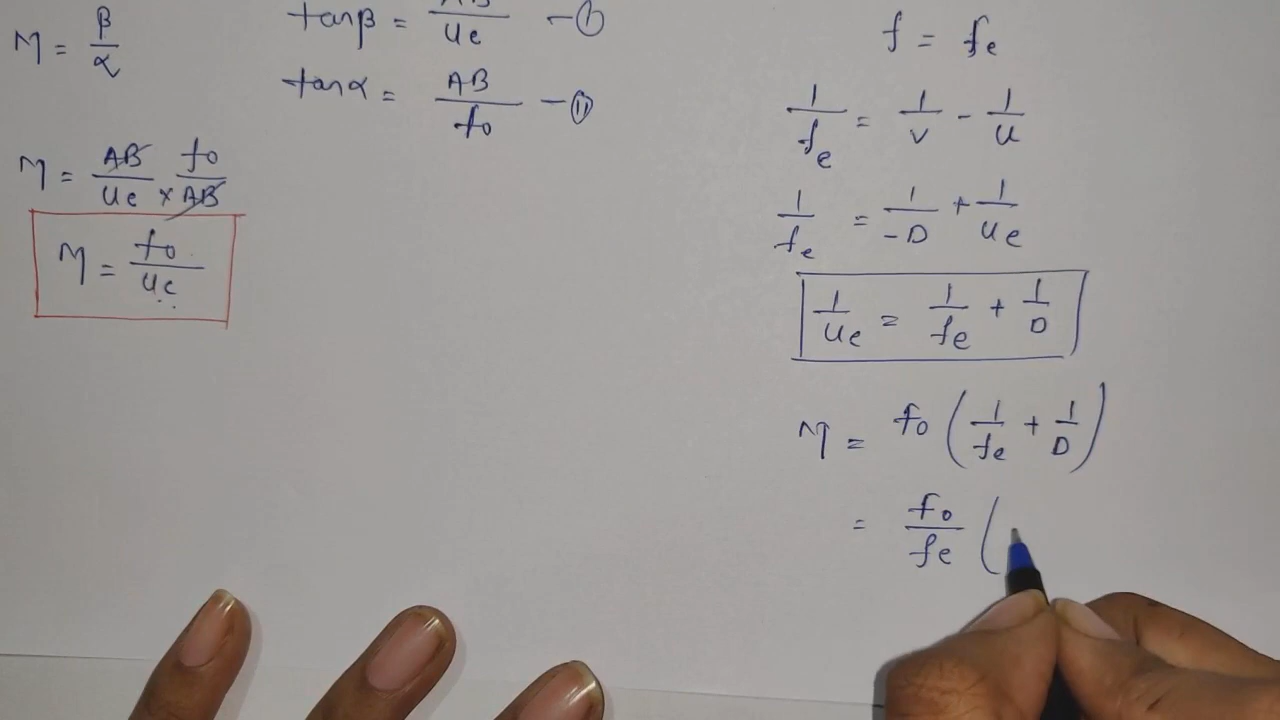 M = β/α
tanβ = AB/ue — (I)
tanα = AB/fo — (II)
M = AB/ue × fo/AB
M = fo/ue
f = fe
1/fe = 1/v - 1/u
1/fe = 1/-D + 1/ue
1/ue = 1/fe + 1/D
M = fo (1/fe + 1/D)
= fo/fe (